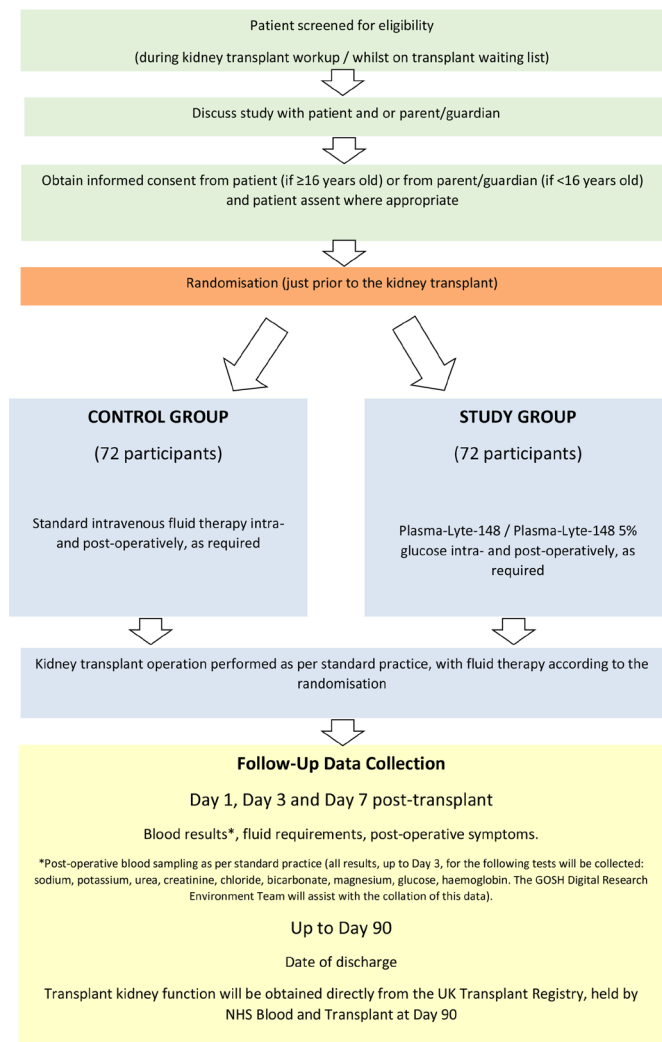 Patient screened for eligibility
(during kidney transplant workup / whilst on transplant waiting list)
Discuss study with patient and or parent/guardian
Obtain informed consent from patient (if ≥16 years old) or from parent/guardian (if <16 years old)
and patient assent where appropriate
Randomisation (just prior to the kidney transplant)
CONTROL GROUP
(72 participants)
Standard intravenous fluid therapy intra-
and post-operatively, as required
STUDY GROUP
(72 participants)
Plasma-Lyte-148 / Plasma-Lyte-148 5%
glucose intra- and post-operatively, as
required
Kidney transplant operation performed as per standard practice, with fluid therapy according to the
randomisation
Follow-Up Data Collection
Day 1, Day 3 and Day 7 post-transplant
Blood results*, fluid requirements, post-operative symptoms.
*Post-operative blood sampling as per standard practice (all results, up to Day 3, for the following tests will be collected:
sodium, potassium, urea, creatinine, chloride, bicarbonate, magnesium, glucose, haemoglobin. The GOSH Digital Research
Environment Team will assist with the collation of this data).
Up to Day 90
Date of discharge
Transplant kidney function will be obtained directly from the UK Transplant Registry, held by
NHS Blood and Transplant at Day 90